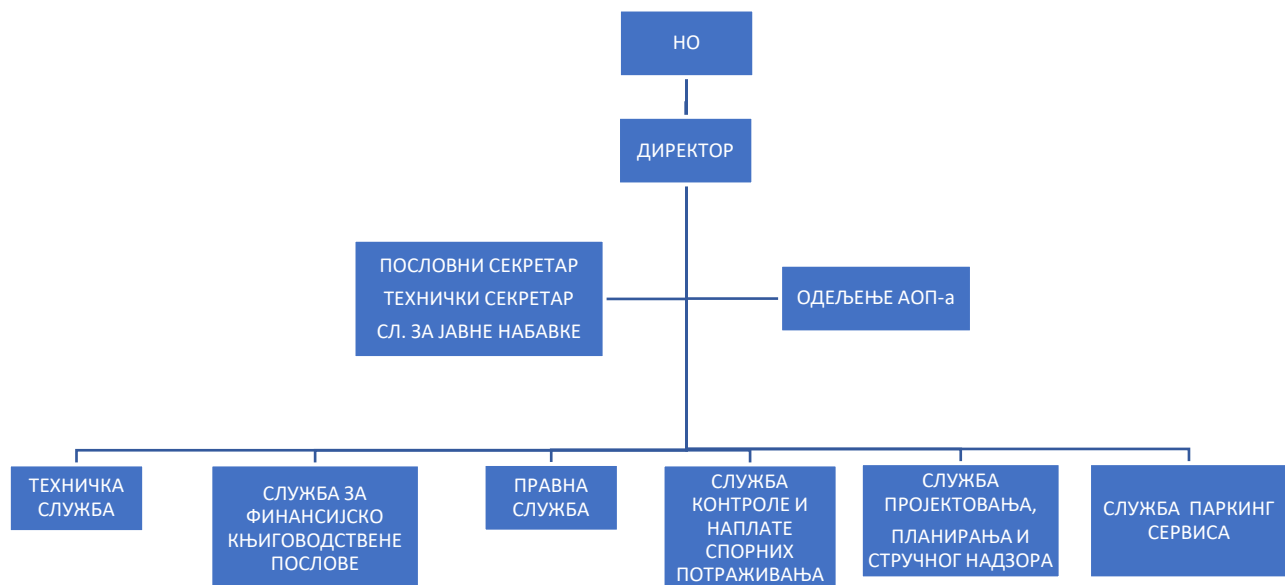 НО
ДИРЕКТОР
ПОСЛОВНИ СЕКРЕТАР
ТЕХНИЧКИ СЕКРЕТАР
СЛ. ЗА ЈАВНЕ НАБАВКЕ
ОДЕЉЕЊЕ АОП-а
ТЕХНИЧКА
СЛУЖБА
СЛУЖБА ЗА
ФИНАНСИЈСКО
КЊИГОВОДСТВЕНЕ
ПОСЛОВЕ
ПРАВНА
СЛУЖБА
СЛУЖБА
КОНТРОЛЕ И
НАПЛАТЕ
СПОРНИХ
ПОТРАЖИВАЊА
СЛУЖБА
ПРОЈЕКТОВАЊА,
ПЛАНИРАЊА И
СТРУЧНОГ НАДЗОРА
СЛУЖБА ПАРКИНГ
СЕРВИСА